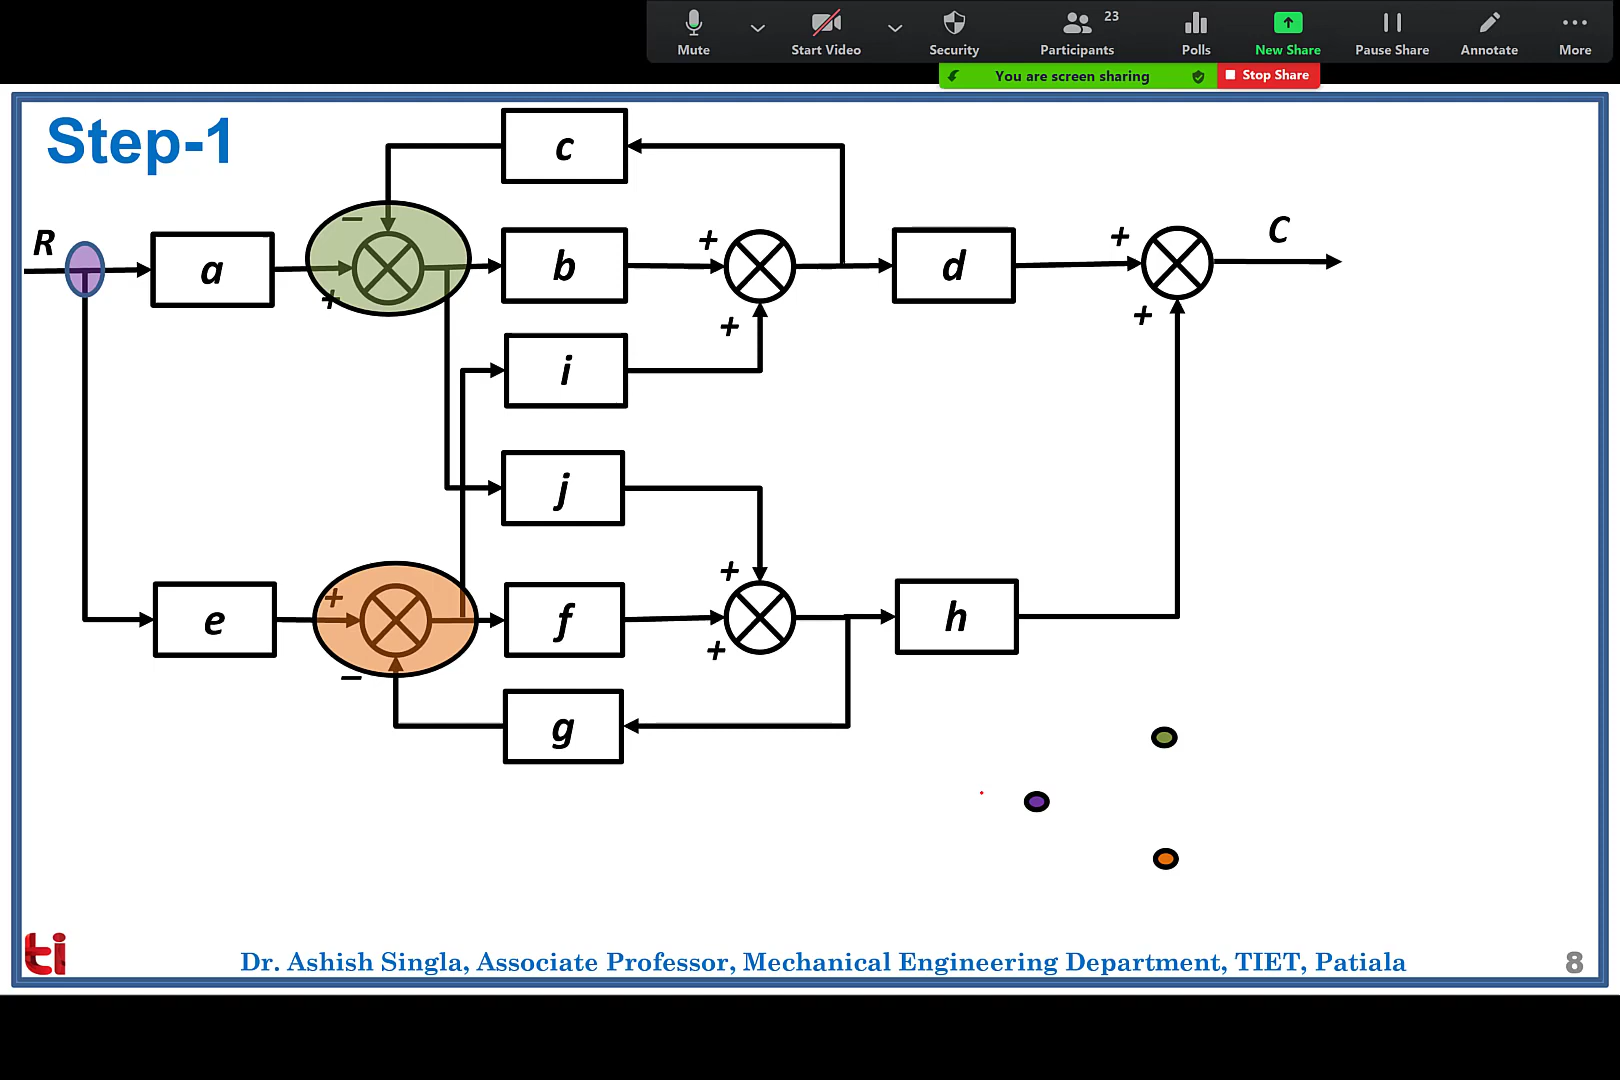 Mute
Start Video
Security
Participants 23
Polls
New Share
Pause Share
Annotate
More
You are screen sharing
Stop Share
Step-1
c
R
a
−
+
b
+
+
d
+
+
C
i
j
e
+
−
f
+
+
h
g
ti
Dr. Ashish Singla, Associate Professor, Mechanical Engineering Department, TIET, Patiala
8